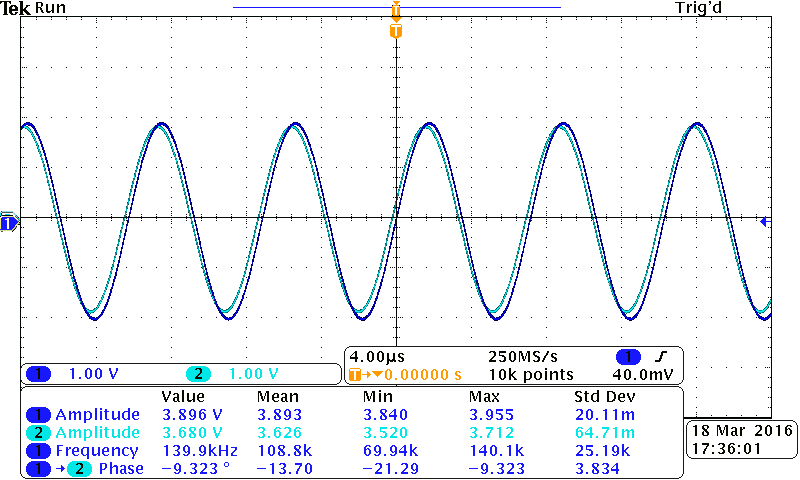 Tek Run Trig'd
T
T
1
1 1.00 V 2 1.00 V
4.00µs 250MS/s 1 ƒ
T→▼0.00000 s 10k points 40.0mV
Value Mean Min Max Std Dev
1 Amplitude 3.896 V 3.893 3.840 3.955 20.11m
2 Amplitude 3.680 V 3.626 3.520 3.712 64.71m
1 Frequency 139.9kHz 108.8k 69.94k 140.1k 25.19k
1 → 2 Phase −9.323 ° −13.70 −21.29 −9.323 3.834
18 Mar 2016
17:36:01